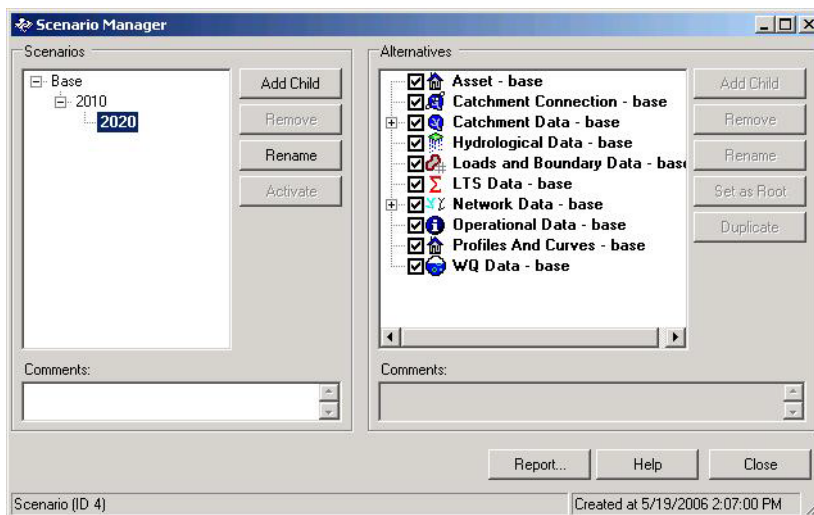 Scenario Manager
Scenarios
Base
2010
2020
Add Child
Remove
Rename
Activate
Comments:
Alternatives
Asset - base
Catchment Connection - base
Catchment Data - base
Hydrological Data - base
Loads and Boundary Data - base
LTS Data - base
Network Data - base
Operational Data - base
Profiles And Curves - base
WQ Data - base
Add Child
Remove
Rename
Set as Root
Duplicate
Comments:
Report...
Help
Close
Scenario (ID 4)
Created at 5/19/2006 2:07:00 PM